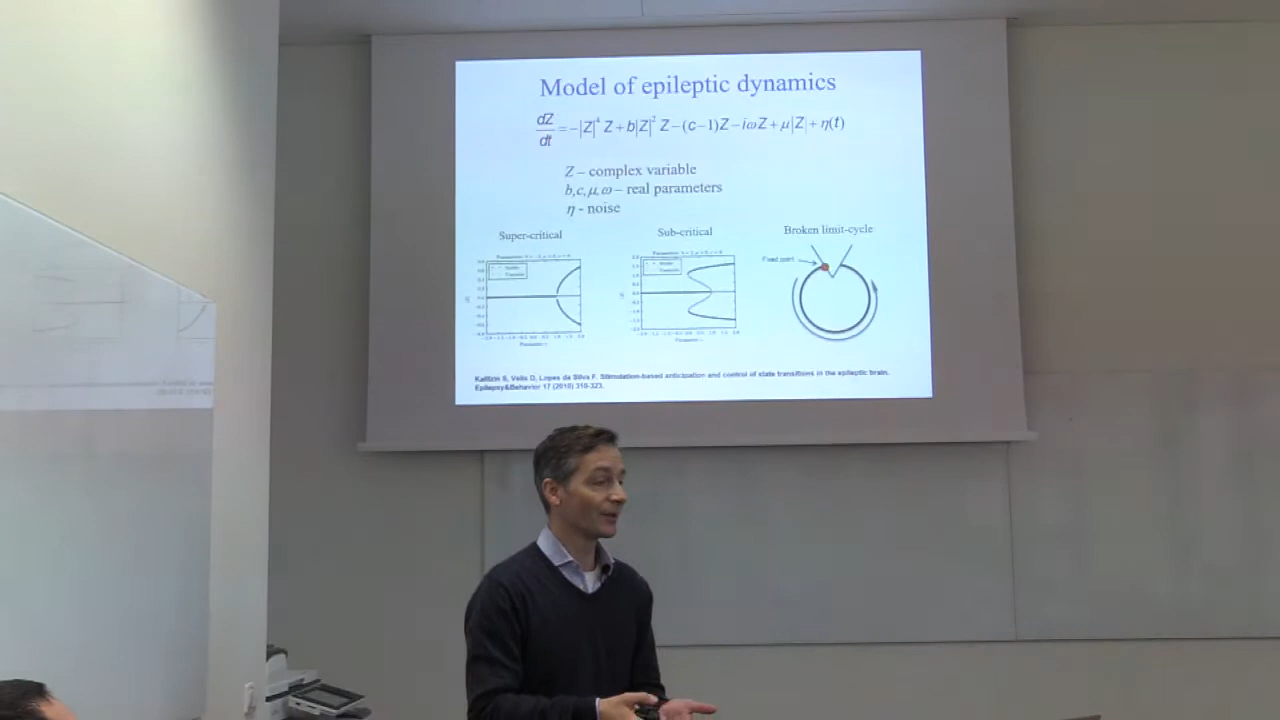 Model of epileptic dynamics
dZ/dt = -|Z|⁴ Z + b|Z|² Z - (c-1)Z - iωZ + μ|Z| + η(t)
Z – complex variable
b,c,μ,ω – real parameters
η - noise
Super-critical
Sub-critical
Broken limit-cycle
Fixed point
Kalitzin S, Velis D, Lopes da Silva F. Stimulation-based anticipation and control of state transitions in the epileptic brain.
Epilepsy&Behavior 17 (2010) 310-323.